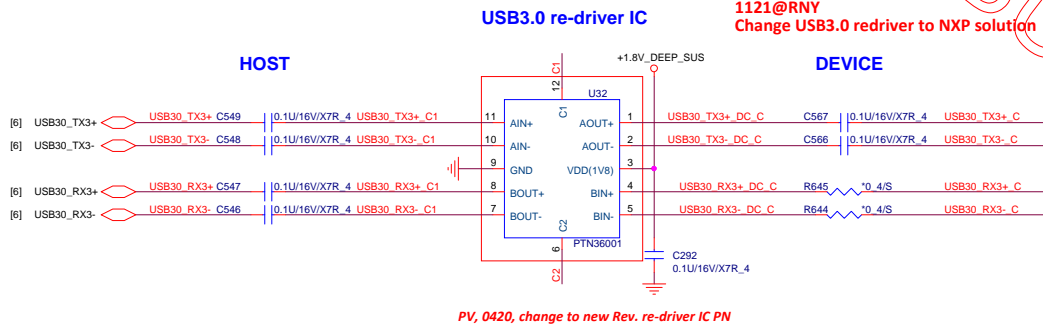 USB3.0 re-driver IC
1121@RNY
Change USB3.0 redriver to NXP solution
HOST
+1.8V_DEEP_SUS
DEVICE
C1
12
U32
C1
[6] USB30_TX3+ USB30_TX3+ C549 0.1U/16V/X7R_4 USB30_TX3+_C1 11 AIN+ AOUT+ 1 USB30_TX3+_DC_C C567 0.1U/16V/X7R_4 USB30_TX3+_C
[6] USB30_TX3- USB30_TX3- C548 0.1U/16V/X7R_4 USB30_TX3-_C1 10 AIN- AOUT- 2 USB30_TX3-_DC_C C566 0.1U/16V/X7R_4 USB30_TX3-_C
9 GND VDD(1V8) 3
[6] USB30_RX3+ USB30_RX3+ C547 0.1U/16V/X7R_4 USB30_RX3+_C1 8 BOUT+ BIN+ 4 USB30_RX3+_DC_C R645 *0_4/S USB30_RX3+_C
[6] USB30_RX3- USB30_RX3- C546 0.1U/16V/X7R_4 USB30_RX3-_C1 7 BOUT- BIN- 5 USB30_RX3-_DC_C R644 *0_4/S USB30_RX3-_C
C2
6
PTN36001
C2
C292
0.1U/16V/X7R_4
PV, 0420, change to new Rev. re-driver IC PN